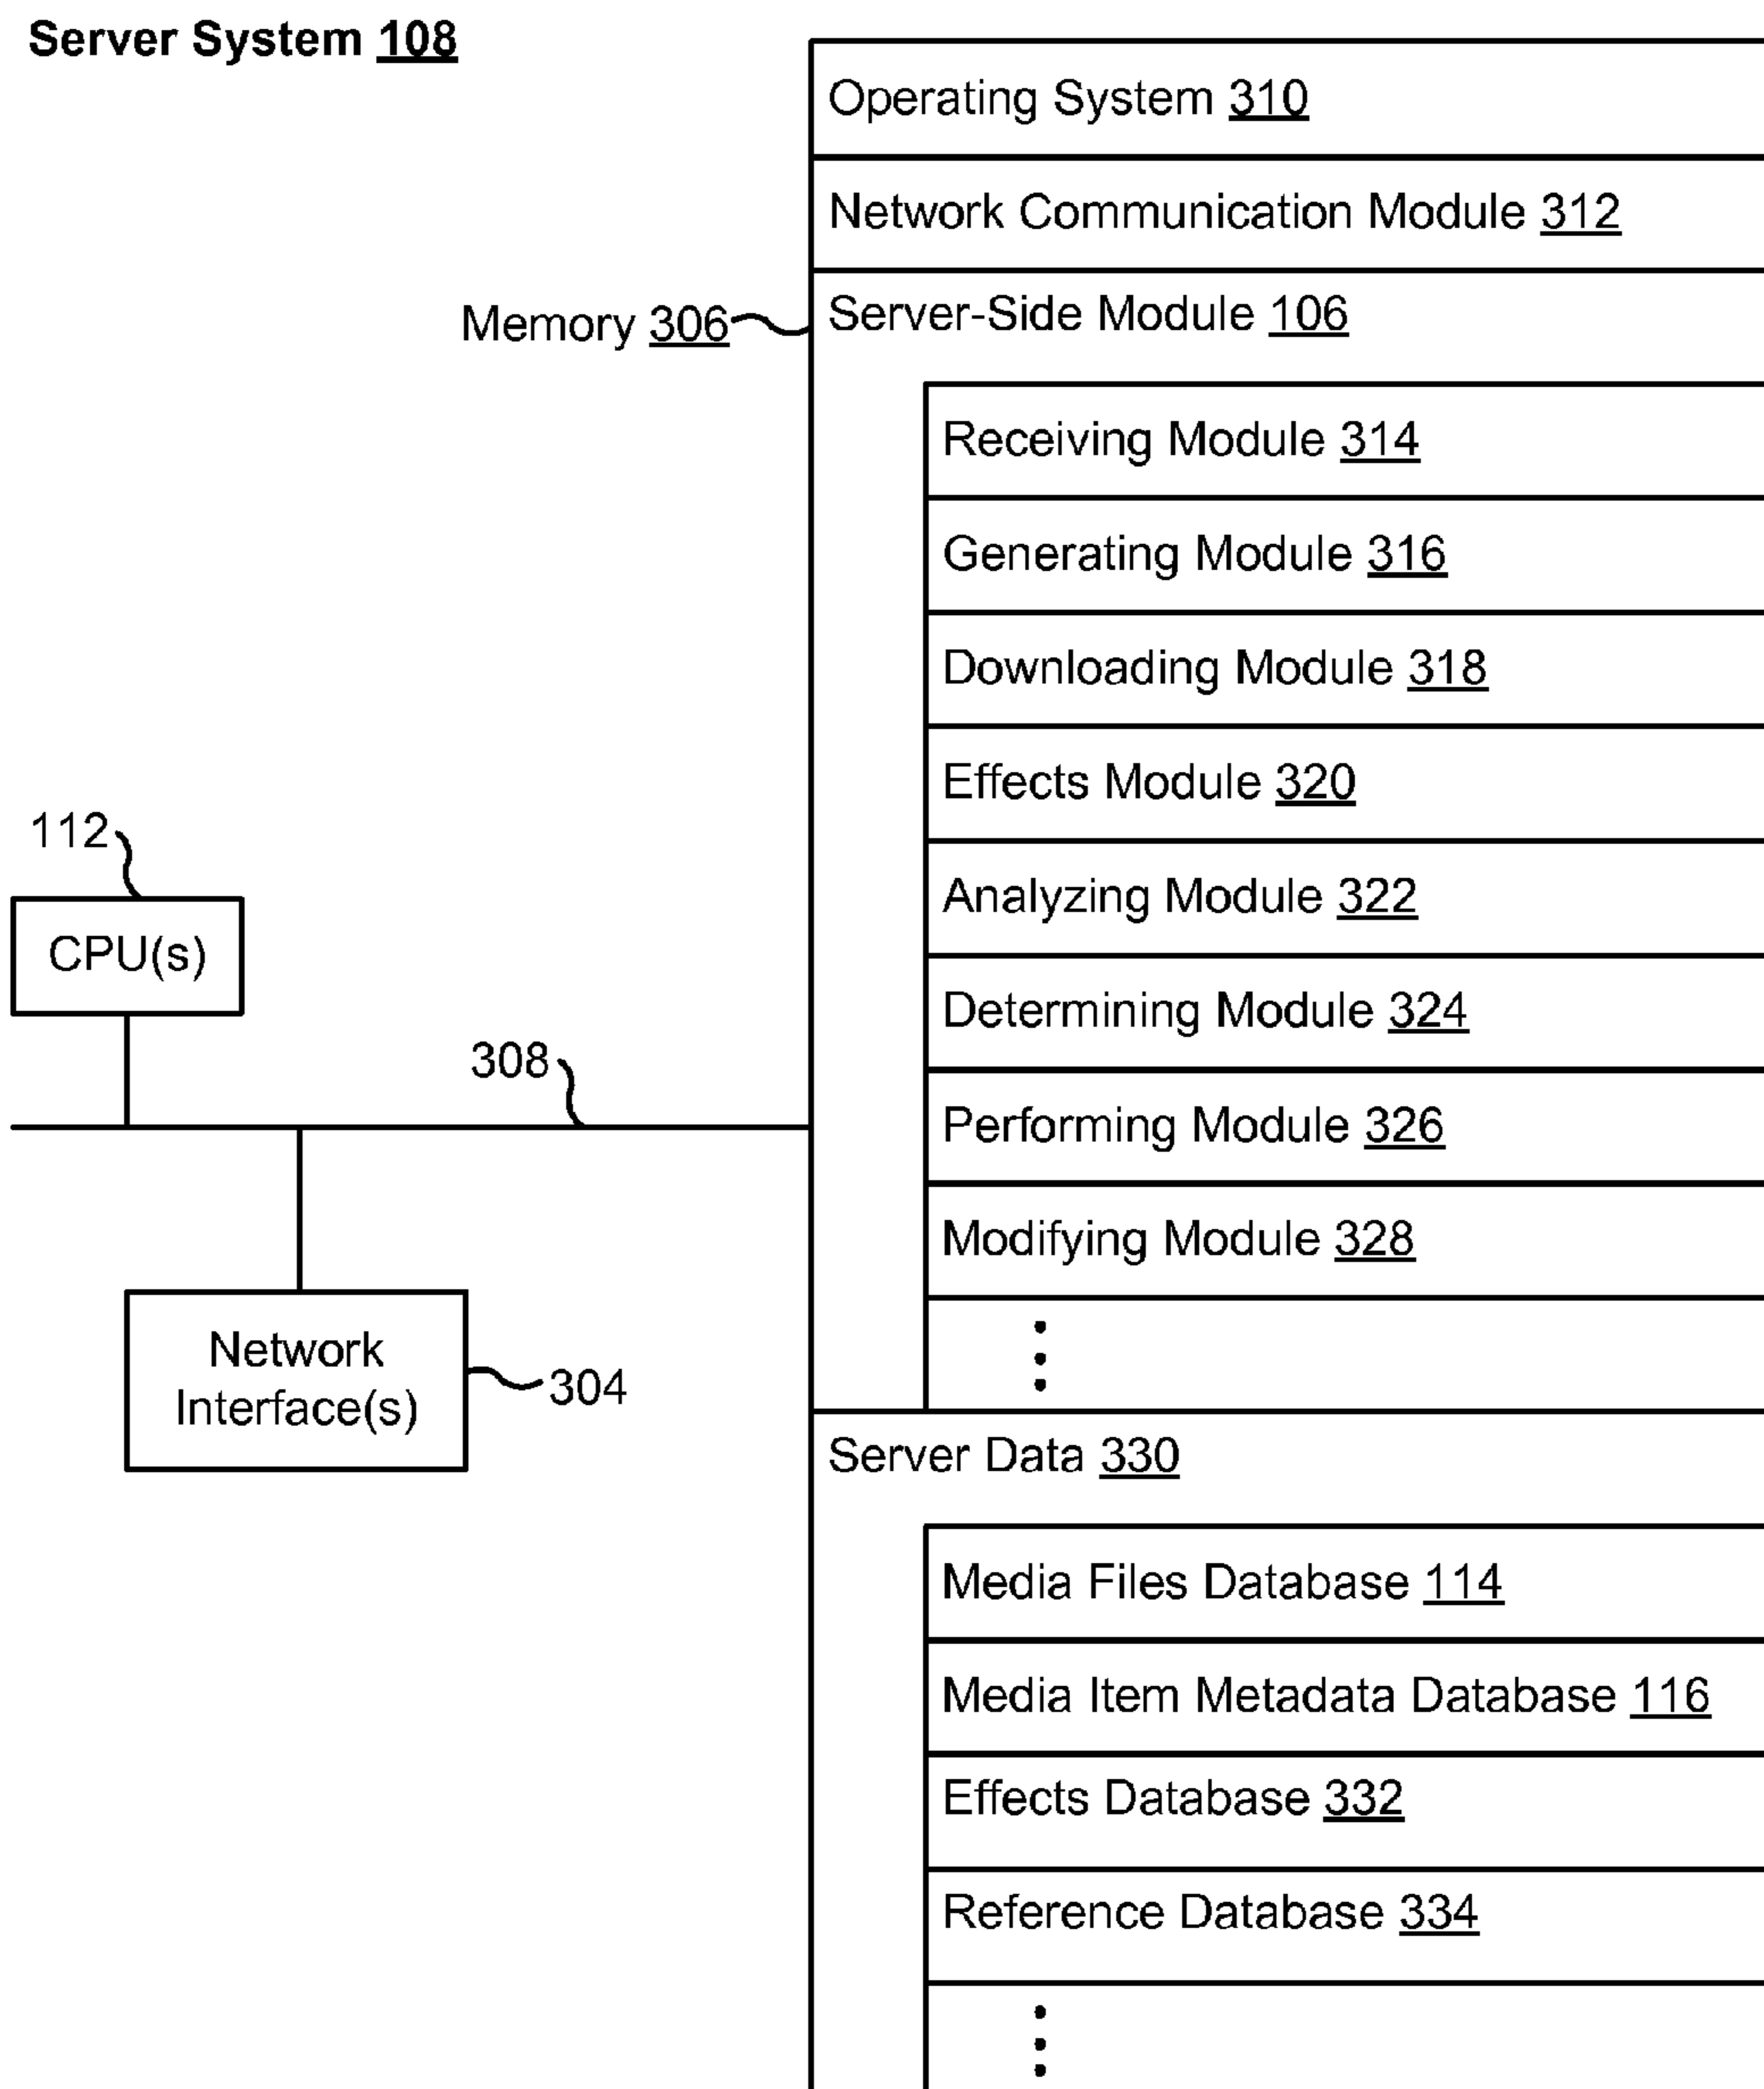 Server System 108
Operating System 310
Network Communication Module 312
Memory 306
Server-Side Module 106
Receiving Module 314
Generating Module 316
Downloading Module 318
Effects Module 320
112
Analyzing Module 322
CPU(s)
Determining Module 324
308
Performing Module 326
Modifying Module 328
Network
Interface(s)
304
Server Data 330
Media Files Database 114
Media Item Metadata Database 116
Effects Database 332
Reference Database 334